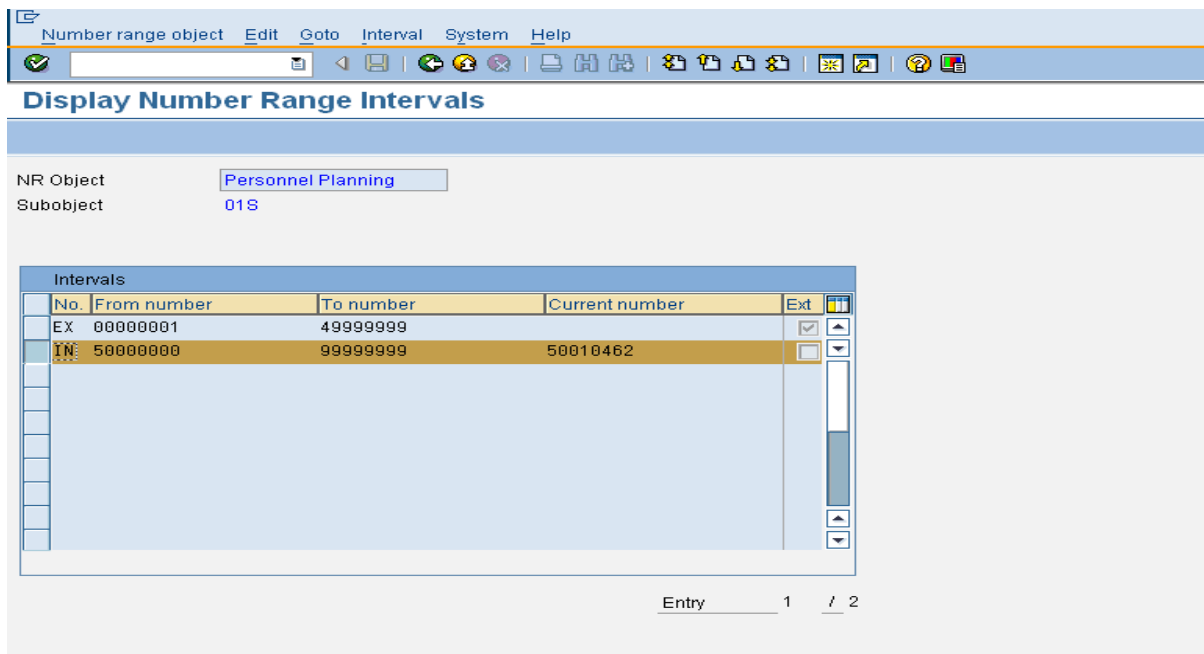 Number range object Edit Goto Interval System Help
Display Number Range Intervals
NR Object Personnel Planning
Subobject 01S
Intervals
No. From number To number Current number Ext
EX 00000001 49999999
IN 50000000 99999999 50010462
Entry 1 / 2